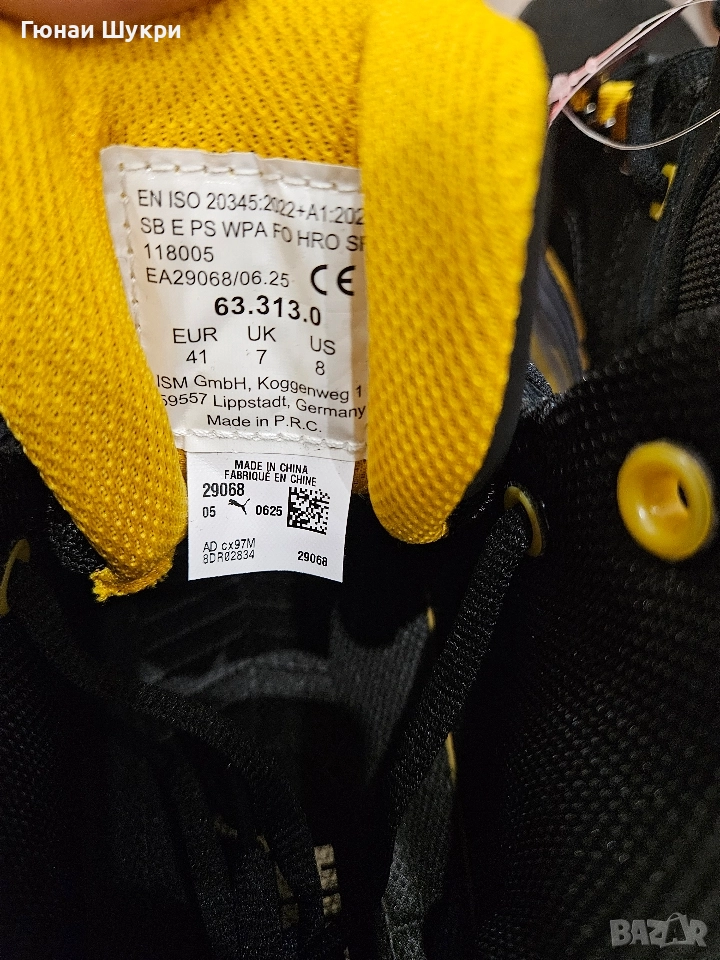 Гюнаи Шукри
EN ISO 20345:2022+A1:202
SB E PS WPA FO HRO
118005
EA29068/06.25 CE
63.313.0
EUR UK US
41 7 8
ISM GmbH, Koggenweg 1
59557 Lippstadt, Germany
Made in P.R.C.
MADE IN CHINA
FABRIQUÉ EN CHINE
29068
05 0625
AD cx97M
8DR02834 29068
BAZAR